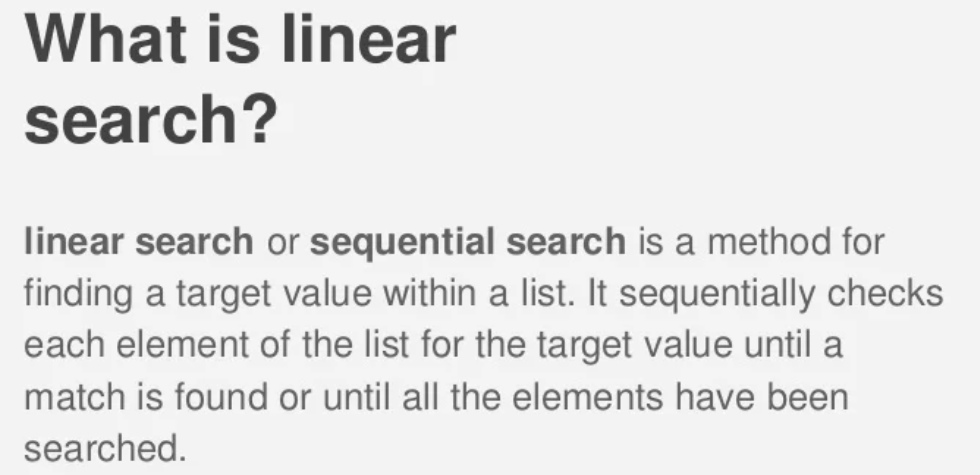 What is linear
search?
linear search or sequential search is a method for
finding a target value within a list. It sequentially checks
each element of the list for the target value until a
match is found or until all the elements have been
searched.